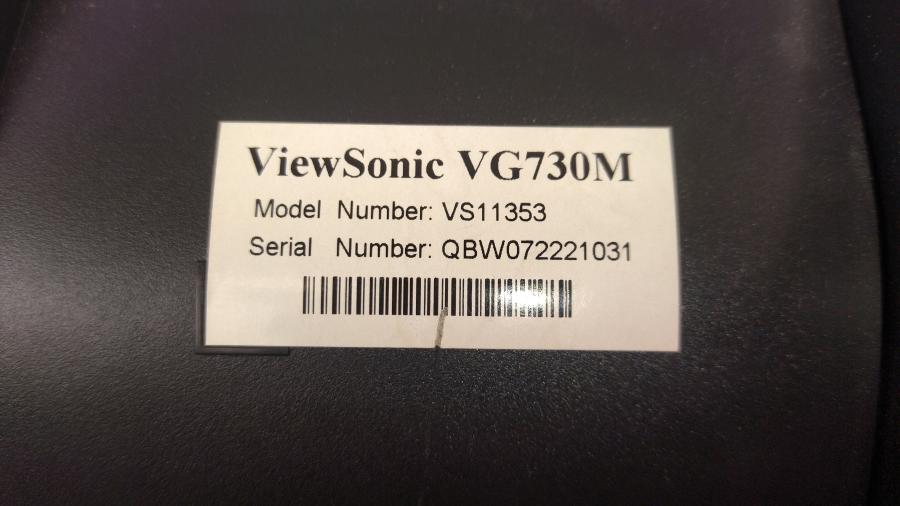 ViewSonic VG730M
Model Number: VS11353
Serial Number: QBW072221031